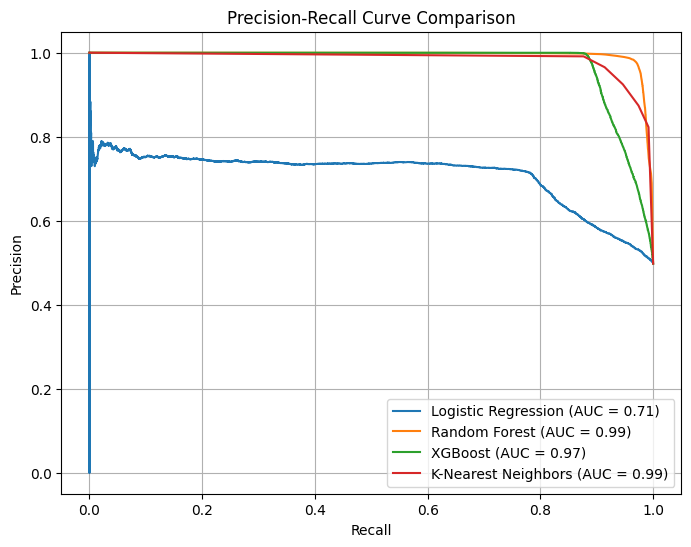 Precision-Recall Curve Comparison
1.0
0.8
0.6
0.4
0.2
0.0
Precision
0.0 0.2 0.4 0.6 0.8 1.0
Recall
Logistic Regression (AUC = 0.71)
Random Forest (AUC = 0.99)
XGBoost (AUC = 0.97)
K-Nearest Neighbors (AUC = 0.99)